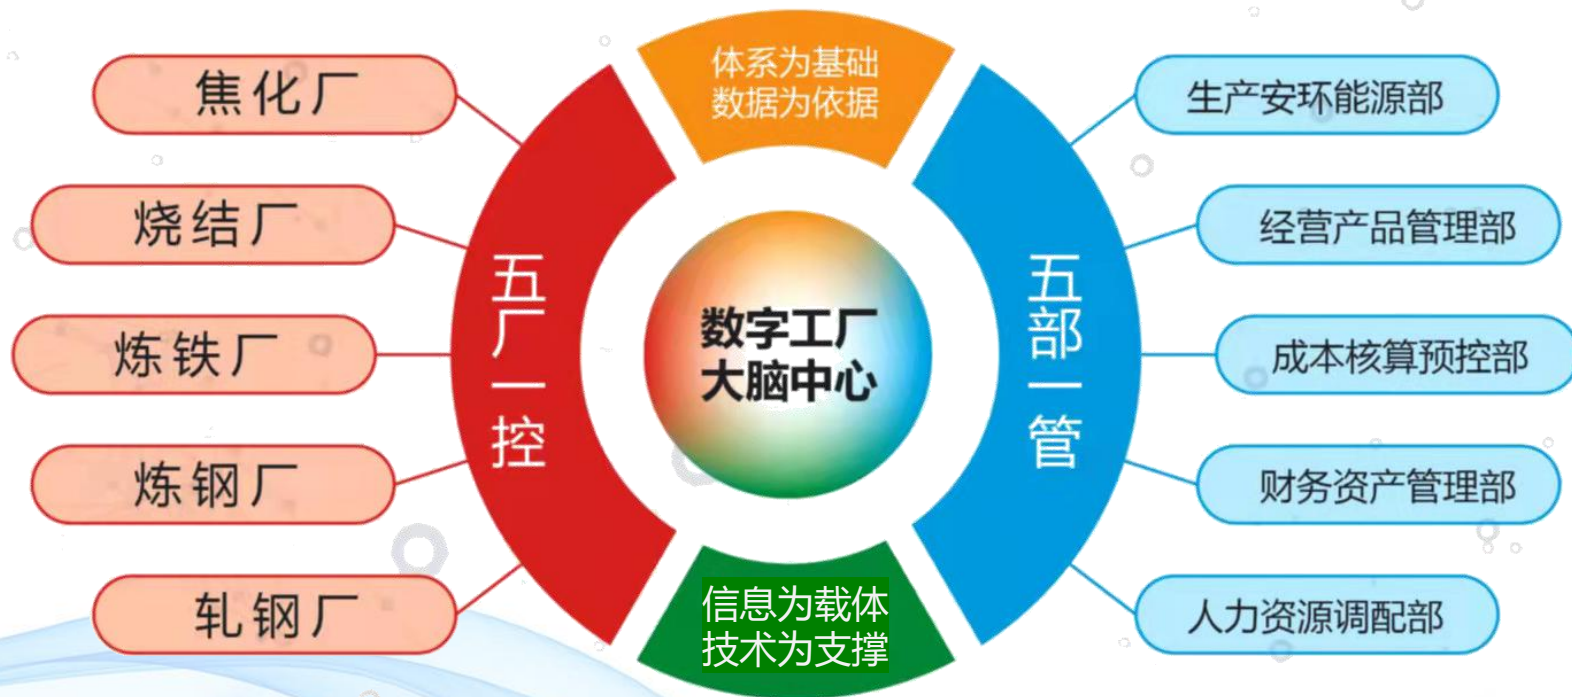 体系为基础
数据为依据
焦化厂
烧结厂
炼铁厂
炼钢厂
轧钢厂
五厂一控
数字工厂
大脑中心
五部一管
生产安环能源部
经营产品管理部
成本核算预控部
财务资产管理部
人力资源调配部
信息为载体
技术为支撑